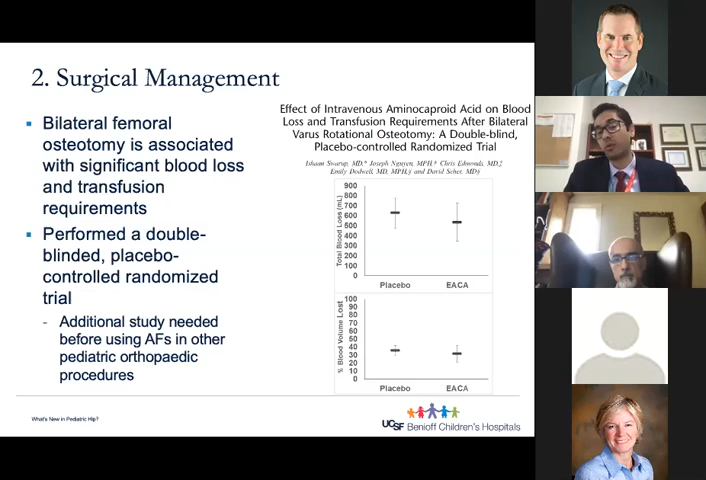 2. Surgical Management
Bilateral femoral
osteotomy is associated
with significant blood loss
and transfusion
requirements
Performed a double-
blinded, placebo-
controlled randomized
trial
- Additional study needed
before using AFs in other
pediatric orthopaedic
procedures
Effect of Intravenous Aminocaproid Acid on Blood
Loss and Transfusion Requirements After Bilateral
Varus Rotational Osteotomy: A Double-blind,
Placebo-controlled Randomized Trial
Ishaan Swarup, MD,* Joseph Nguyen, MPH,† Chris Edmonds, MD,‡
Emily Dodwell, MD, MPH,§ and David Scher, MD§
Total Blood Loss (mL)
900
800
700
600
500
400
300
200
100
0
Placebo EACA
% Blood Volume Lost
100
90
80
70
60
50
40
30
20
10
0
Placebo EACA
What's New in Pediatric Hip?
UCSF Benioff Children's Hospitals